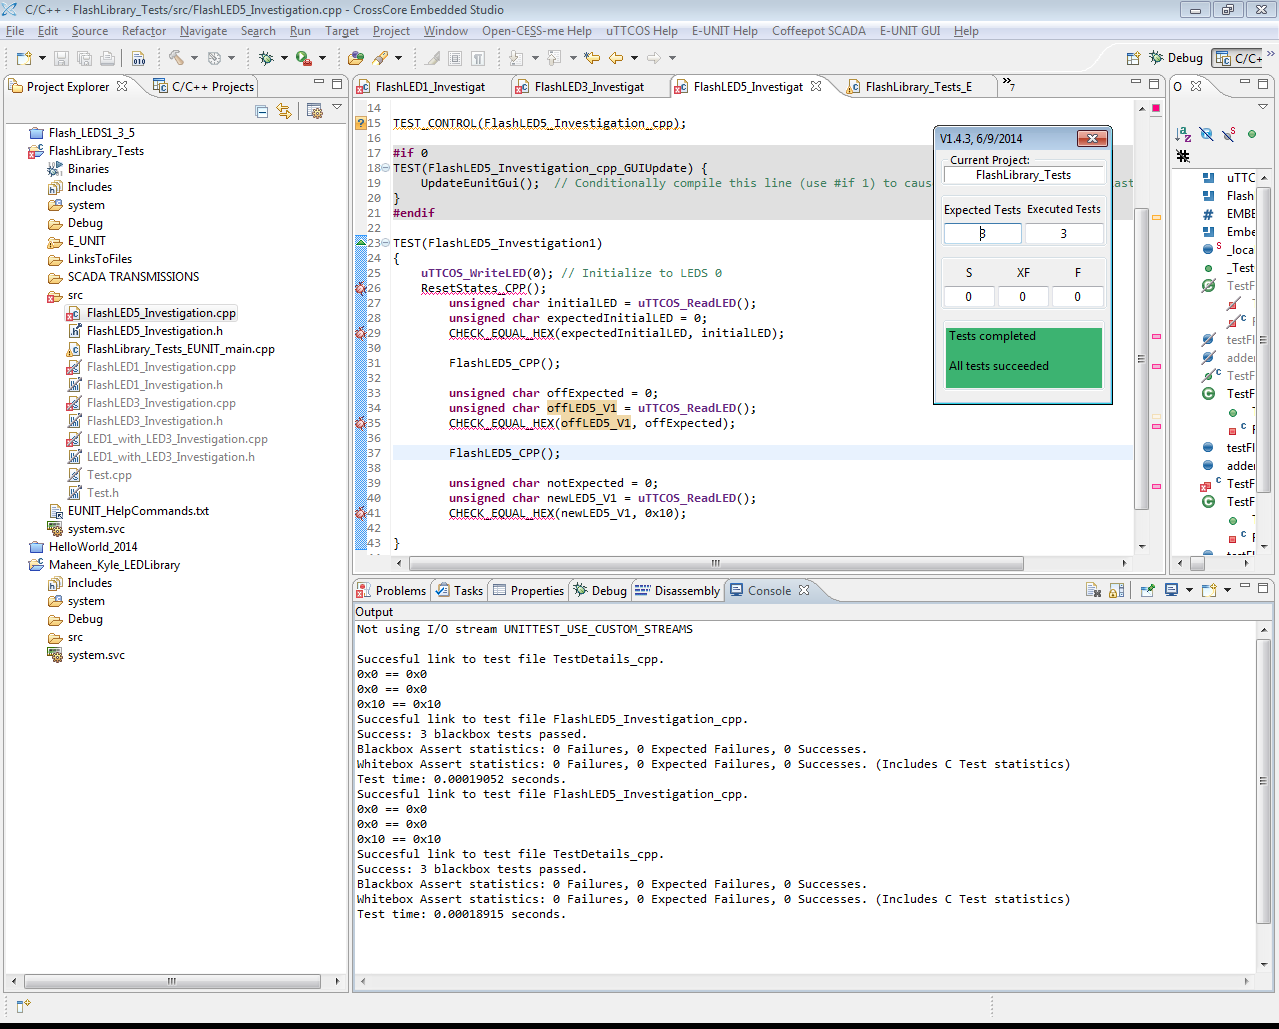 C/C++ - FlashLibrary_Tests/src/FlashLED5_Investigation.cpp - CrossCore Embedded Studio
File Edit Source Refactor Navigate Search Run Target Project Window Open-CESS-me Help uTTCOS Help E-UNIT Help Coffeepot SCADA E-UNIT GUI Help
Debug C/C+
Project Explorer C/C++ Projects
Flash_LEDS1_3_5
FlashLibrary_Tests
Binaries
Includes
system
Debug
E_UNIT
LinksToFiles
SCADA TRANSMISSIONS
src
FlashLED5_Investigation.cpp
FlashLED5_Investigation.h
FlashLibrary_Tests_EUNIT_main.cpp
FlashLED1_Investigation.cpp
FlashLED1_Investigation.h
FlashLED3_Investigation.cpp
FlashLED3_Investigation.h
LED1_with_LED3_Investigation.cpp
LED1_with_LED3_Investigation.h
Test.cpp
Test.h
EUNIT_HelpCommands.txt
system.svc
HelloWorld_2014
Maheen_Kyle_LEDLibrary
Includes
system
Debug
src
system.svc
FlashLED1_Investigat FlashLED3_Investigat FlashLED5_Investigat FlashLibrary_Tests_E 7
14
15 TEST_CONTROL(FlashLED5_Investigation_cpp);
16
17 #if 0
18 TEST(FlashLED5_Investigation_cpp_GUIUpdate) {
19 UpdateEunitGui(); // Conditionally compile this line (use #if 1) to caus
20 }
21 #endif
22
23 TEST(FlashLED5_Investigation1)
24 {
25 uTTCOS_WriteLED(0); // Initialize to LEDS 0
26 ResetStates_CPP();
27 unsigned char initialLED = uTTCOS_ReadLED();
28 unsigned char expectedInitialLED = 0;
29 CHECK_EQUAL_HEX(expectedInitialLED, initialLED);
30
31 FlashLED5_CPP();
32
33 unsigned char offExpected = 0;
34 unsigned char offLED5_V1 = uTTCOS_ReadLED();
35 CHECK_EQUAL_HEX(offLED5_V1, offExpected);
36
37 FlashLED5_CPP();
38
39 unsigned char notExpected = 0;
40 unsigned char newLED5_V1 = uTTCOS_ReadLED();
41 CHECK_EQUAL_HEX(newLED5_V1, 0x10);
42
43 }
V1.4.3, 6/9/2014
Current Project:
FlashLibrary_Tests
Expected Tests Executed Tests
3 3
S XF F
0 0 0
Tests completed
All tests succeeded
ast
O
uTTC
Flash
EMBE
Embe
_loca
_Test
TestF
testFl
adde
TestF
TestF
testFl
adde
TestF
TestF
Problems Tasks Properties Debug Disassembly Console
Output
Not using I/O stream UNITTEST_USE_CUSTOM_STREAMS
Succesful link to test file TestDetails_cpp.
0x0 == 0x0
0x0 == 0x0
0x10 == 0x10
Succesful link to test file FlashLED5_Investigation_cpp.
Success: 3 blackbox tests passed.
Blackbox Assert statistics: 0 Failures, 0 Expected Failures, 0 Successes.
Whitebox Assert statistics: 0 Failures, 0 Expected Failures, 0 Successes. (Includes C Test statistics)
Test time: 0.00019052 seconds.
Succesful link to test file FlashLED5_Investigation_cpp.
0x0 == 0x0
0x0 == 0x0
0x10 == 0x10
Succesful link to test file TestDetails_cpp.
Success: 3 blackbox tests passed.
Blackbox Assert statistics: 0 Failures, 0 Expected Failures, 0 Successes.
Whitebox Assert statistics: 0 Failures, 0 Expected Failures, 0 Successes. (Includes C Test statistics)
Test time: 0.00018915 seconds.